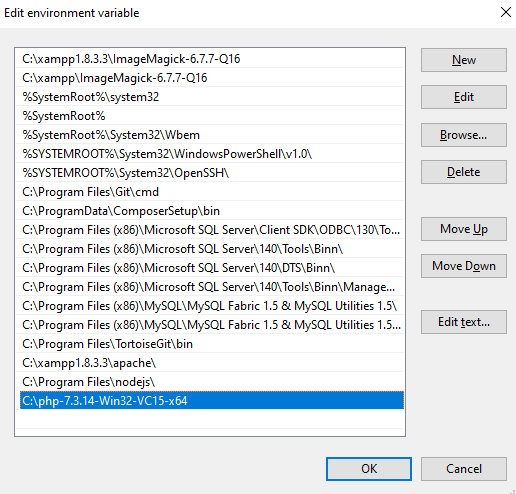 Edit environment variable
C:\xampp1.8.3.3\ImageMagick-6.7.7-Q16
C:\xampp\ImageMagick-6.7.7-Q16
%SystemRoot%\system32
%SystemRoot%
%SystemRoot%\System32\Wbem
%SYSTEMROOT%\System32\WindowsPowerShell\v1.0\
%SYSTEMROOT%\System32\OpenSSH\
C:\Program Files\Git\cmd
C:\ProgramData\ComposerSetup\bin
C:\Program Files (x86)\Microsoft SQL Server\Client SDK\ODBC\130\To...
C:\Program Files (x86)\Microsoft SQL Server\140\Tools\Binn\
C:\Program Files (x86)\Microsoft SQL Server\140\DTS\Binn\
C:\Program Files (x86)\Microsoft SQL Server\140\Tools\Binn\Manage...
C:\Program Files (x86)\MySQL\MySQL Fabric 1.5 & MySQL Utilities 1.5\
C:\Program Files (x86)\MySQL\MySQL Fabric 1.5 & MySQL Utilities 1.5...
C:\Program Files\TortoiseGit\bin
C:\xampp1.8.3.3\apache\
C:\Program Files\nodejs\
C:\php-7.3.14-Win32-VC15-x64
New
Edit
Browse...
Delete
Move Up
Move Down
Edit text...
OK
Cancel